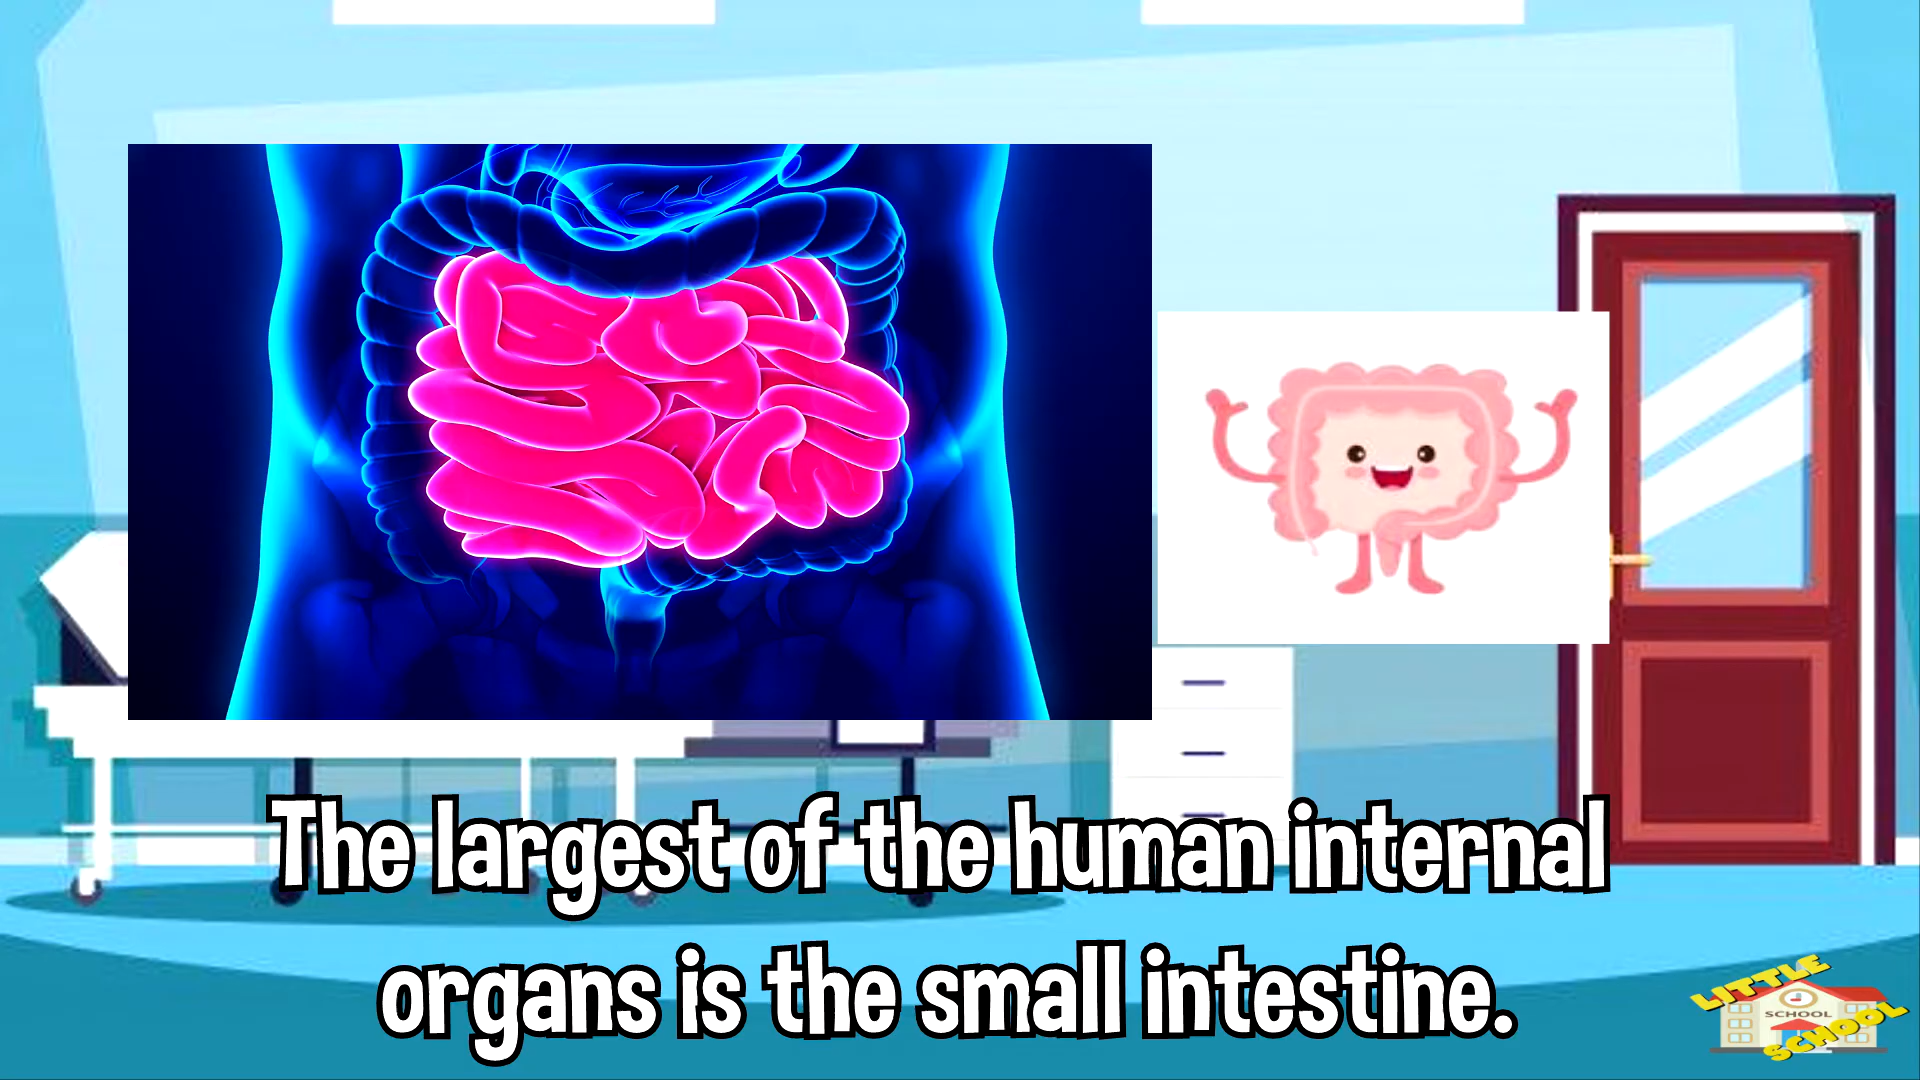 The largest of the human internal
organs is the small intestine.
LITTLE
SCHOOL
SCHOOL